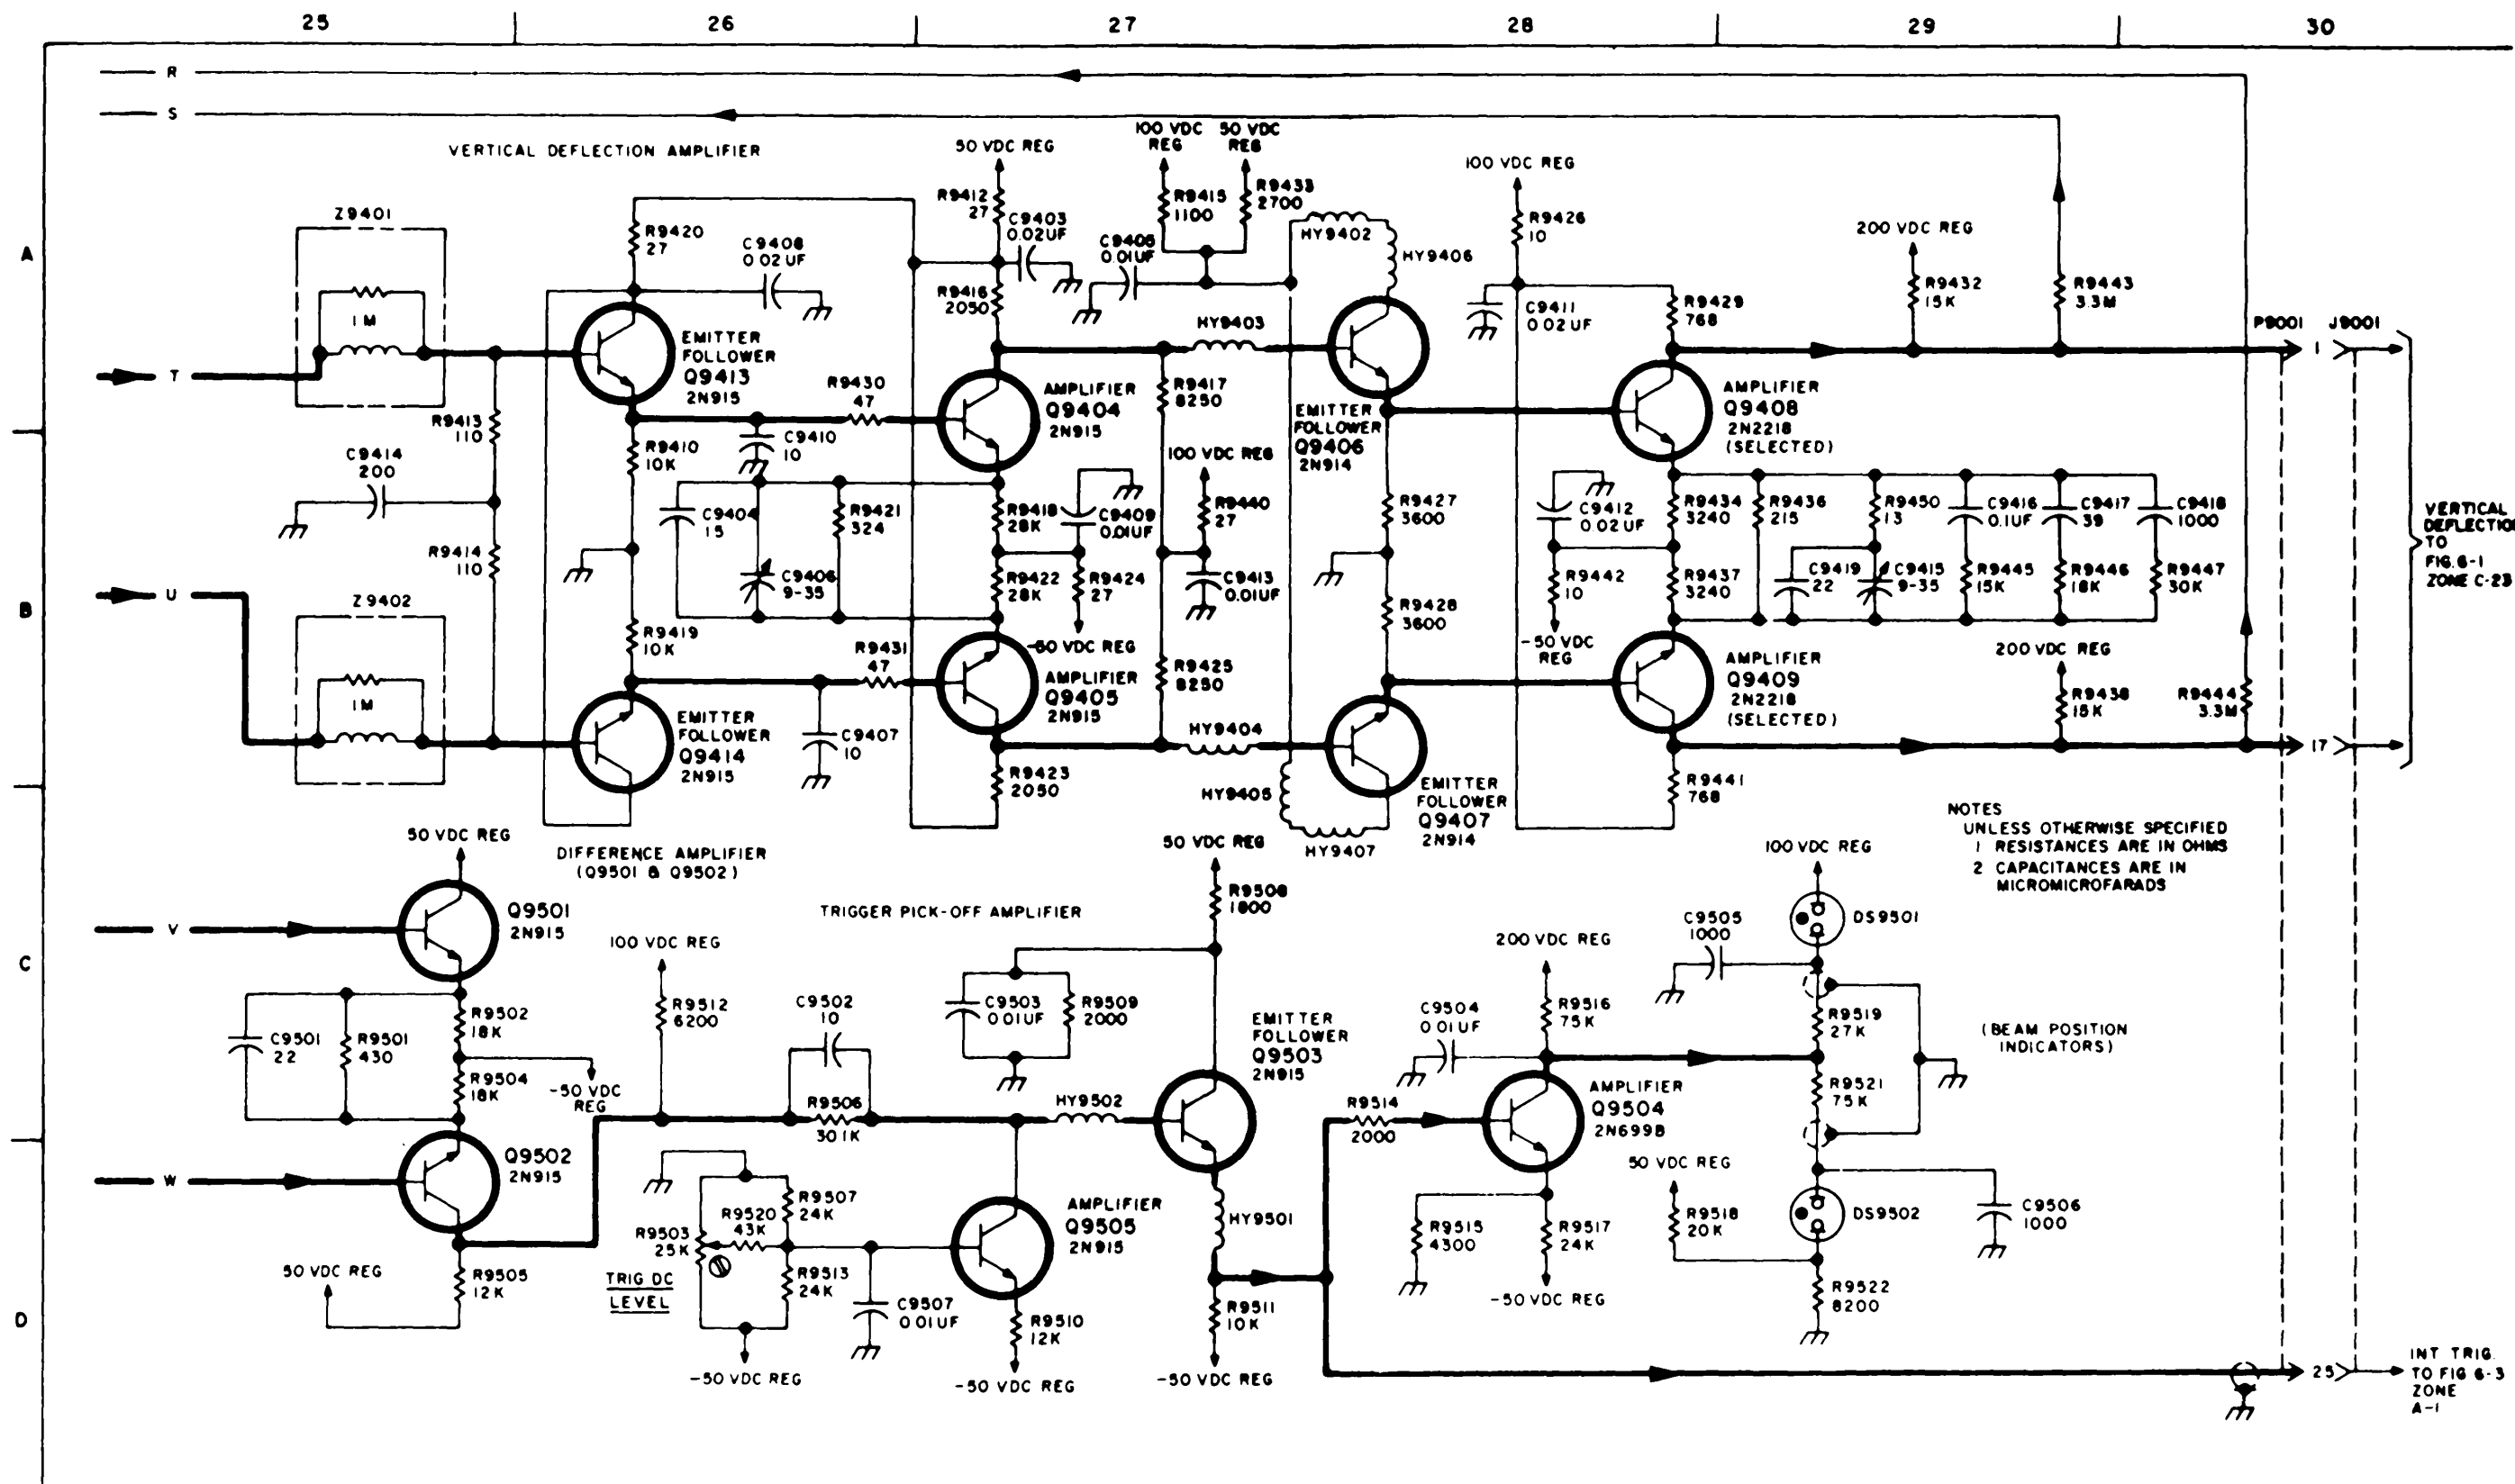 25 26 27 28 29 30
R
S
VERTICAL DEFLECTION AMPLIFIER
50 VDC REG
100 VDC REG
50 VDC REG
100 VDC REG
200 VDC REG
A
Z9401
1M
R9420
27
C9408
0.02UF
R9412
27
C9403
0.02UF
R9416
2050
R9415
1100
R9433
2700
C9405
0.01UF
HY9402
HY9406
R9426
10
C9411
0.02UF
R9429
768
R9432
15K
R9443
3.3M
P9001 J9001
T
EMITTER
FOLLOWER
Q9413
2N915
R9430
47
AMPLIFIER
Q9404
2N915
HY9403
R9417
8250
EMITTER
FOLLOWER
Q9406
2N914
AMPLIFIER
Q9408
2N2218
(SELECTED)
1
R9413
110
C9414
200
R9414
110
R9410
10K
C9410
10
C9404
15
R9421
324
C9406
9-35
R9418
28K
C9409
0.01UF
100 VDC REG
R9440
27
R9422
28K
R9424
27
C9413
0.01UF
-50 VDC REG
R9427
3600
R9428
3600
C9412
0.02UF
R9442
10
-50 VDC
REG
R9434
3240
R9436
215
R9450
13
C9416
0.1UF
C9417
39
C9418
1000
R9437
3240
C9419
22
C9415
9-35
R9445
15K
R9446
18K
R9447
30K
VERTICAL
DEFLECTION
TO
FIG.6-1
ZONE C-23
B
U
Z9402
1M
R9419
10K
R9431
47
EMITTER
FOLLOWER
Q9414
2N915
C9407
10
AMPLIFIER
Q9405
2N915
R9425
8250
HY9404
R9423
2050
HY9405
HY9407
EMITTER
FOLLOWER
Q9407
2N914
AMPLIFIER
Q9409
2N2218
(SELECTED)
200 VDC REG
R9438
15K
R9444
3.3M
17
R9441
768
NOTES
UNLESS OTHERWISE SPECIFIED
1 RESISTANCES ARE IN OHMS
2 CAPACITANCES ARE IN
MICROMICROFARADS
50 VDC REG
DIFFERENCE AMPLIFIER
(Q9501 & Q9502)
TRIGGER PICK-OFF AMPLIFIER
50 VDC REG
R9508
1800
100 VDC REG
C
V
Q9501
2N915
100 VDC REG
200 VDC REG
C9505
1000
DS9501
C9501
22
R9501
430
R9502
18K
R9504
18K
-50 VDC
REG
R9512
6200
C9502
10
R9506
30.1K
C9503
0.01UF
R9509
2000
HY9502
EMITTER
FOLLOWER
Q9503
2N915
C9504
0.01UF
R9516
75K
R9519
27K
(BEAM POSITION
INDICATORS)
R9521
75K
R9514
2000
AMPLIFIER
Q9504
2N699B
W
Q9502
2N915
R9507
24K
R9520
43K
R9503
25K
TRIG DC
LEVEL
R9513
24K
C9507
0.01UF
-50 VDC REG
AMPLIFIER
Q9505
2N915
R9510
12K
-50 VDC REG
HY9501
R9511
10K
-50 VDC REG
R9515
4300
R9517
24K
-50 VDC REG
50 VDC REG
R9518
20K
DS9502
C9506
1000
R9522
8200
D
50 VDC REG
R9505
12K
25
INT TRIG.
TO FIG 6-3
ZONE
A-1